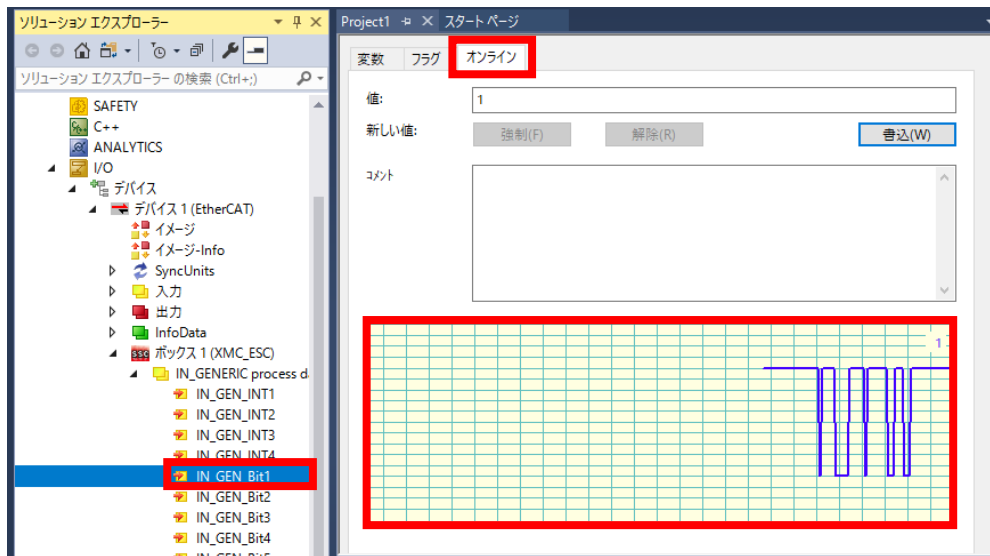 ソリューション エクスプローラー
ソリューション エクスプローラー の検索 (Ctrl+;)
SAFETY
C++
ANALYTICS
I/O
デバイス
デバイス 1 (EtherCAT)
イメージ
イメージ-Info
SyncUnits
入力
出力
InfoData
ボックス 1 (XMC_ESC)
IN_GENERIC process d
IN_GEN_INT1
IN_GEN_INT2
IN_GEN_INT3
IN_GEN_INT4
IN_GEN_Bit1
IN_GEN_Bit2
IN_GEN_Bit3
IN_GEN_Bit4
Project1 スタート ページ
変数 フラグ オンライン
値: 1
新しい値: 強制(F) 解除(R) 書込(W)
コメント
1